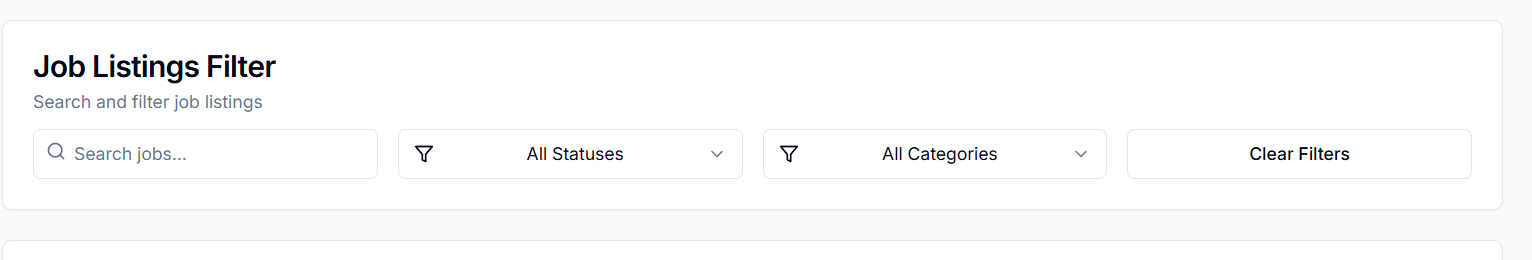 Job Listings Filter
Search and filter job listings
Search jobs...
All Statuses
All Categories
Clear Filters